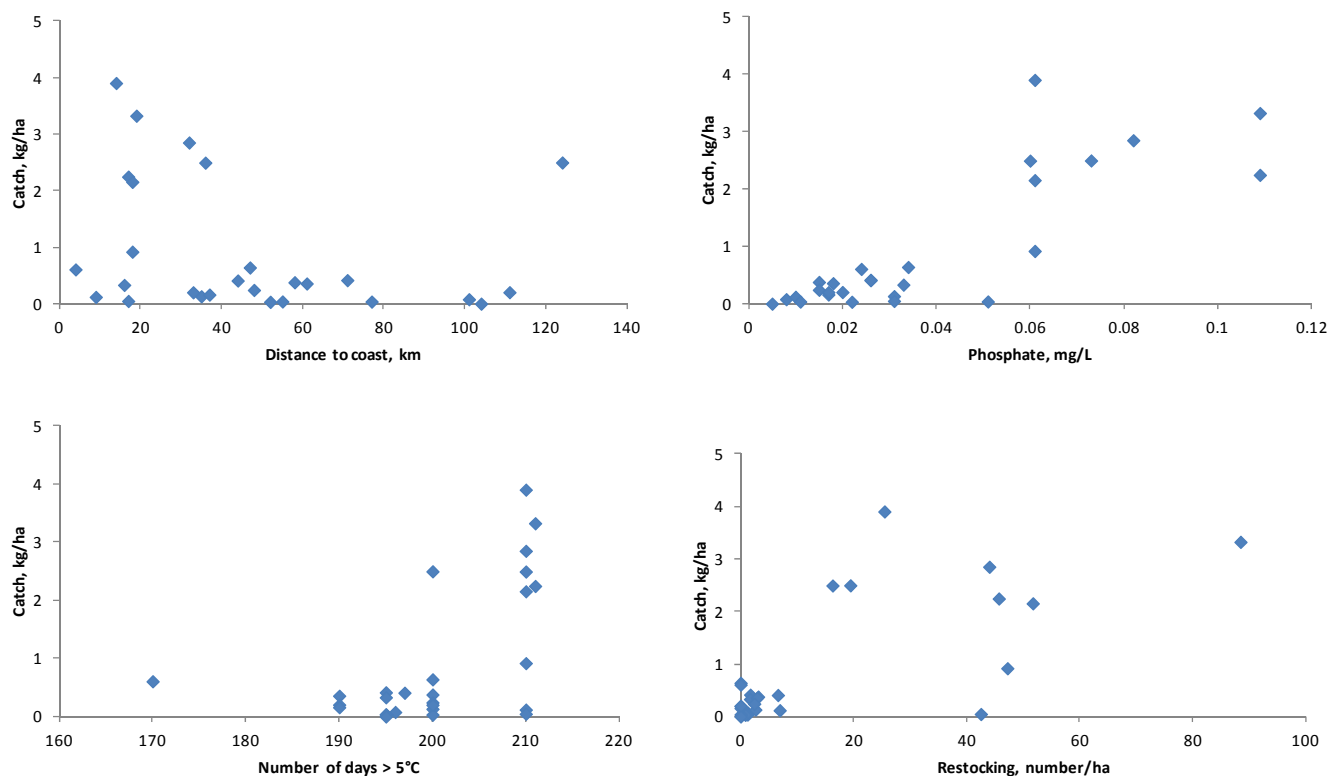 5
4
3
2
1
0
Catch, kg/ha
0 20 40 60 80 100 120 140
Distance to coast, km
5
4
3
2
1
0
Catch, kg/ha
0 0.02 0.04 0.06 0.08 0.1 0.12
Phosphate, mg/L
5
4
3
2
1
0
Catch, kg/ha
160 170 180 190 200 210 220
Number of days > 5°C
5
4
3
2
1
0
Catch, kg/ha
0 20 40 60 80 100
Restocking, number/ha